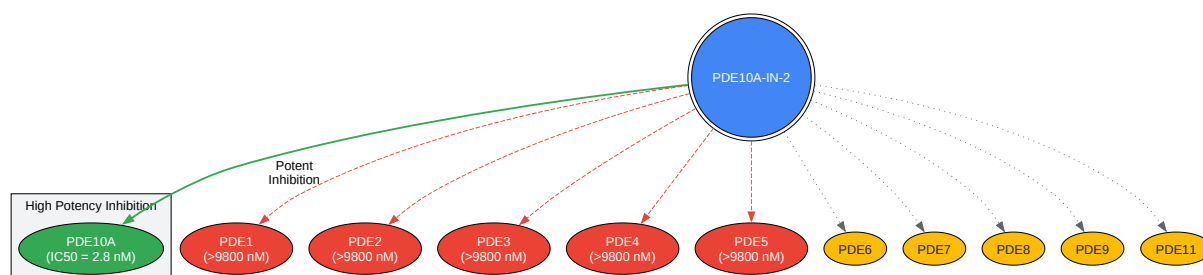 PDE10A-IN-2
Potent
Inhibition
High Potency Inhibition
PDE10A
(IC50 = 2.8 nM)
PDE1
(>9800 nM)
PDE2
(>9800 nM)
PDE3
(>9800 nM)
PDE4
(>9800 nM)
PDE5
(>9800 nM)
PDE6
PDE7
PDE8
PDE9
PDE11